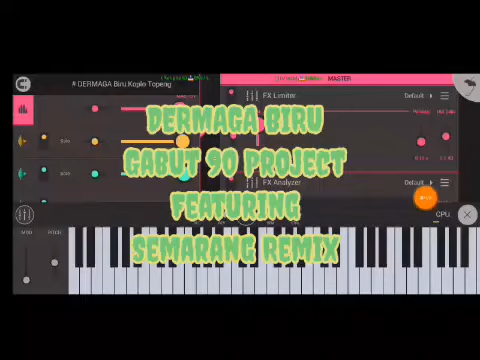 # DERMAGA Biru Koplo Topeng
MASTER
FX Limiter
Default
DERMAGA BIRU
GABUT 90 PROJECT
FX Analyzer
Default
FEATURING
CPU
SEMARANG REMIX
MOD